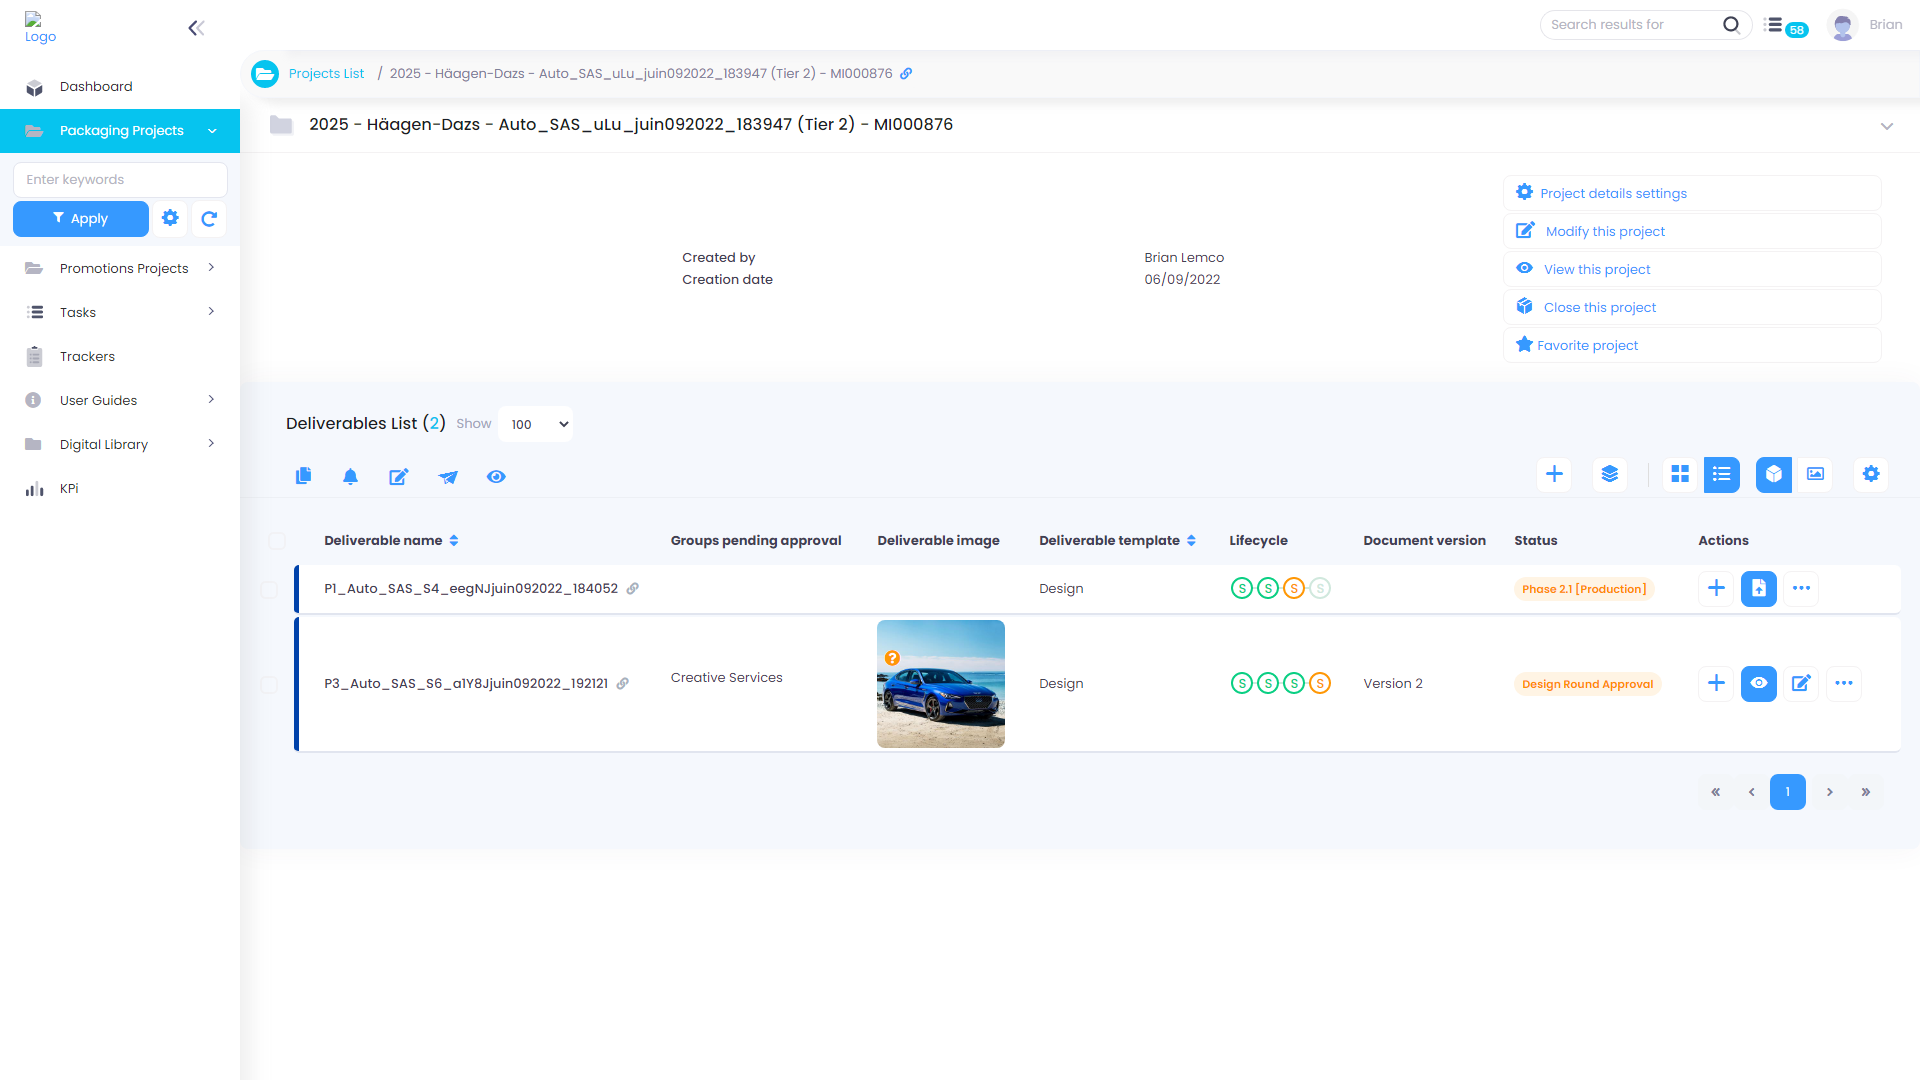 Logo
Search results for
58
Brian
Dashboard
Packaging Projects
Enter keywords
Apply
Promotions Projects
Tasks
Trackers
User Guides
Digital Library
KPi
Projects List / 2025 - Häagen-Dazs - Auto_SAS_uLu_juin092022_183947 (Tier 2) - MI000876
2025 - Häagen-Dazs - Auto_SAS_uLu_juin092022_183947 (Tier 2) - MI000876
Created by Brian Lemco
Creation date 06/09/2022
Project details settings
Modify this project
View this project
Close this project
Favorite project
Deliverables List (2) Show 100
Deliverable name Groups pending approval Deliverable image Deliverable template Lifecycle Document version Status Actions
P1_Auto_SAS_S4_eegNJjuin092022_184052 Design S S S S Phase 2.1 [Production]
P3_Auto_SAS_S6_a1Y8Jjuin092022_192121 Creative Services ? Design S S S S Version 2 Design Round Approval
« ‹ 1 › »